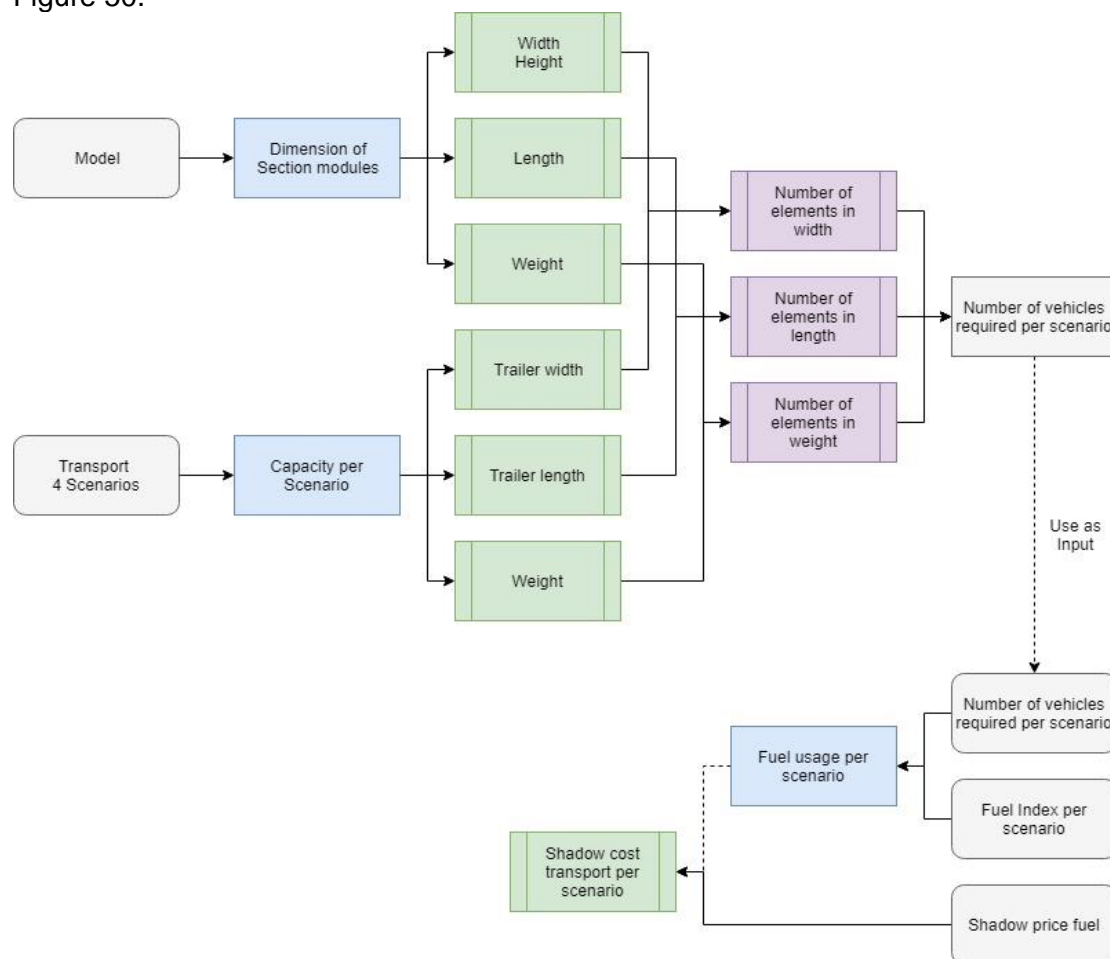 Figure 50.
Width
Height
Model
Dimension of
Section modules
Length
Weight
Number of
elements in
width
Number of
elements in
length
Number of
elements in
weight
Number of vehicles
required per scenario
Trailer width
Transport
4 Scenarios
Capacity per
Scenario
Trailer length
Weight
Use as
Input
Number of vehicles
required per scenario
Fuel usage per
scenario
Fuel Index per
scenario
Shadow cost
transport per
scenario
Shadow price fuel